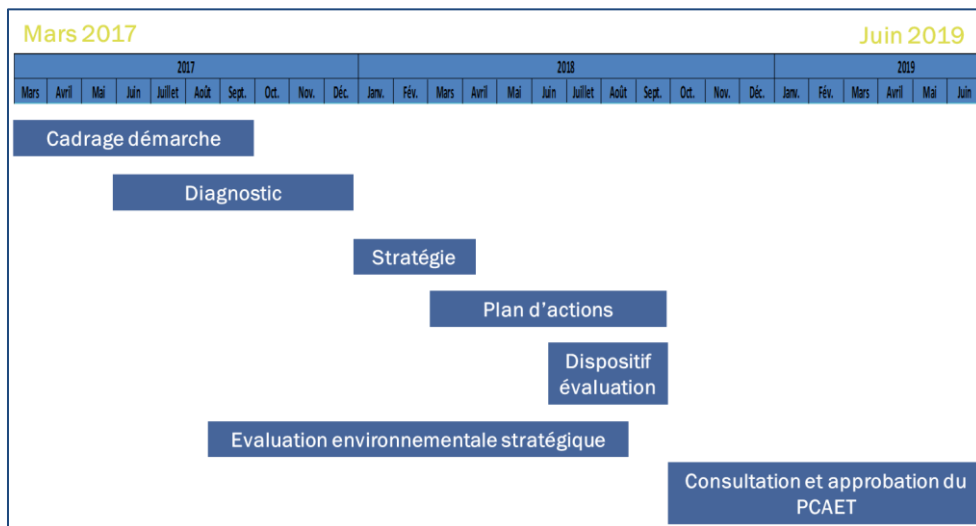 Mars 2017
Juin 2019
2017 2018 2019
Mars Avril Mai Juin Juillet Août Sept. Oct. Nov. Déc. Janv. Fév. Mars Avril Mai Juin Juillet Août Sept. Oct. Nov. Déc. Janv. Fév. Mars Avril Mai Juin
Cadrage démarche
Diagnostic
Stratégie
Plan d’actions
Dispositif
évaluation
Evaluation environnementale stratégique
Consultation et approbation du
PCAET